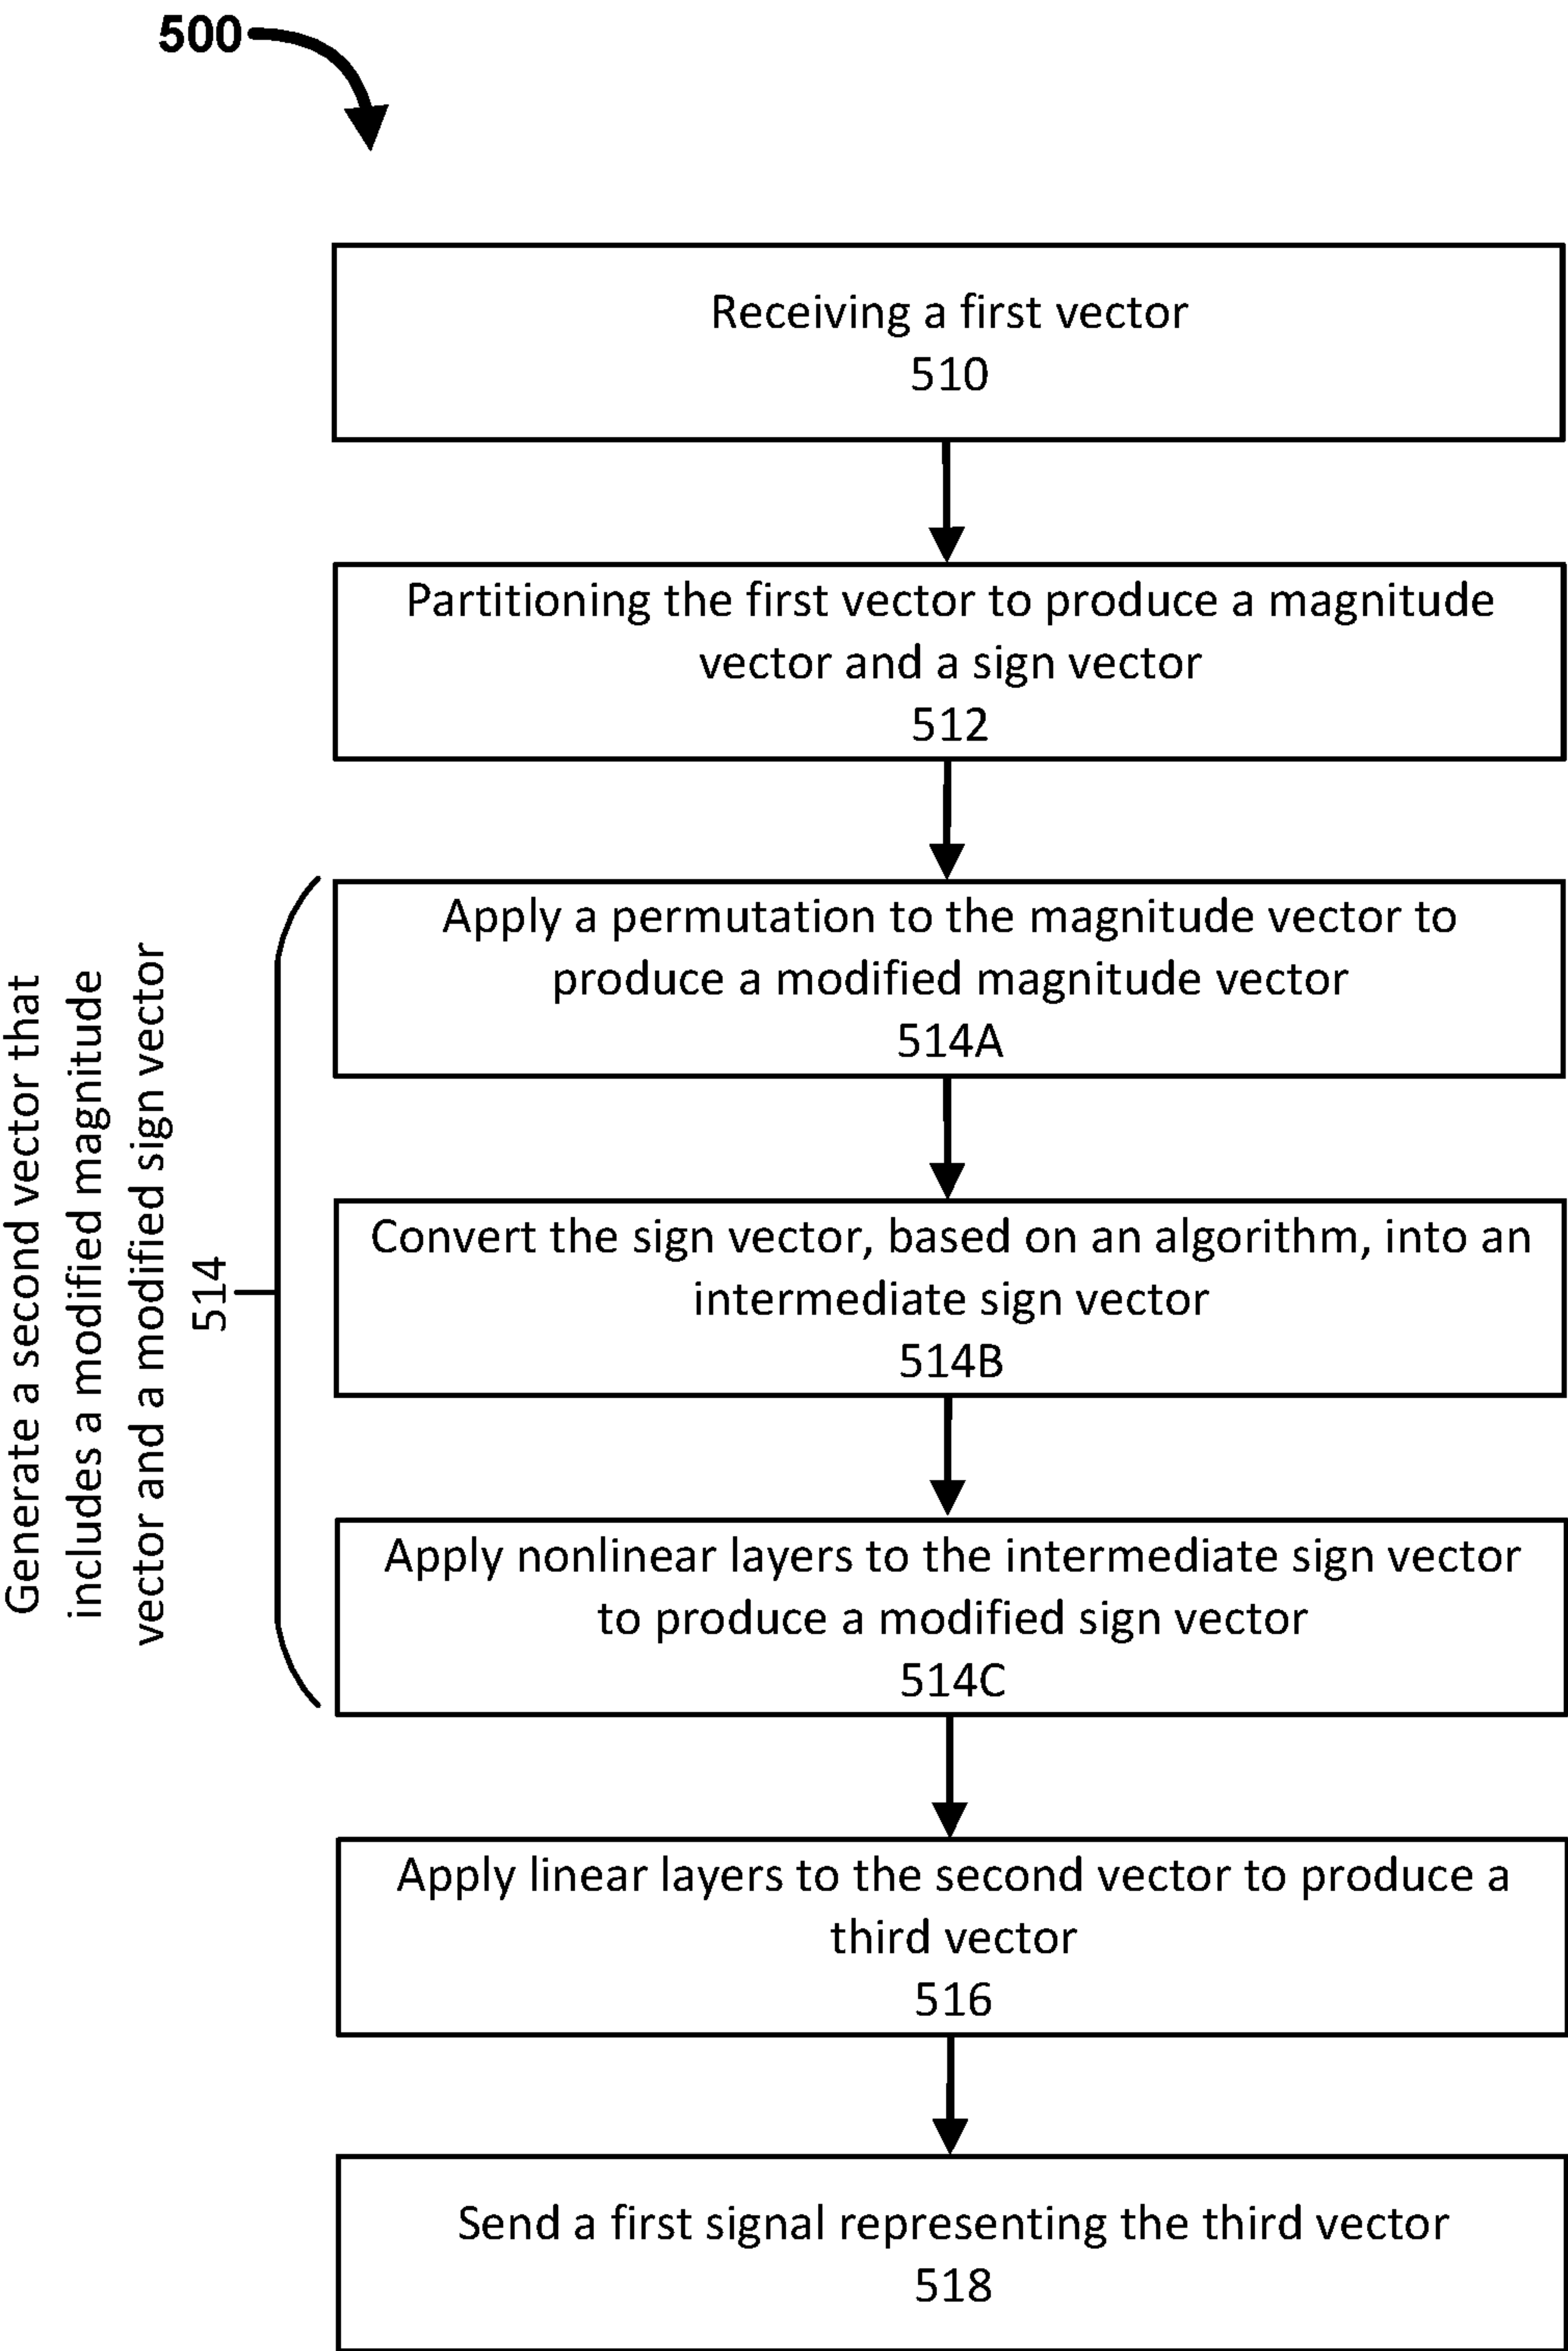 500
Receiving a first vector
510
Partitioning the first vector to produce a magnitude
vector and a sign vector
512
Generate a second vector that
includes a modified magnitude
vector and a modified sign vector
514
Apply a permutation to the magnitude vector to
produce a modified magnitude vector
514A
Convert the sign vector, based on an algorithm, into an
intermediate sign vector
514B
Apply nonlinear layers to the intermediate sign vector
to produce a modified sign vector
514C
Apply linear layers to the second vector to produce a
third vector
516
Send a first signal representing the third vector
518